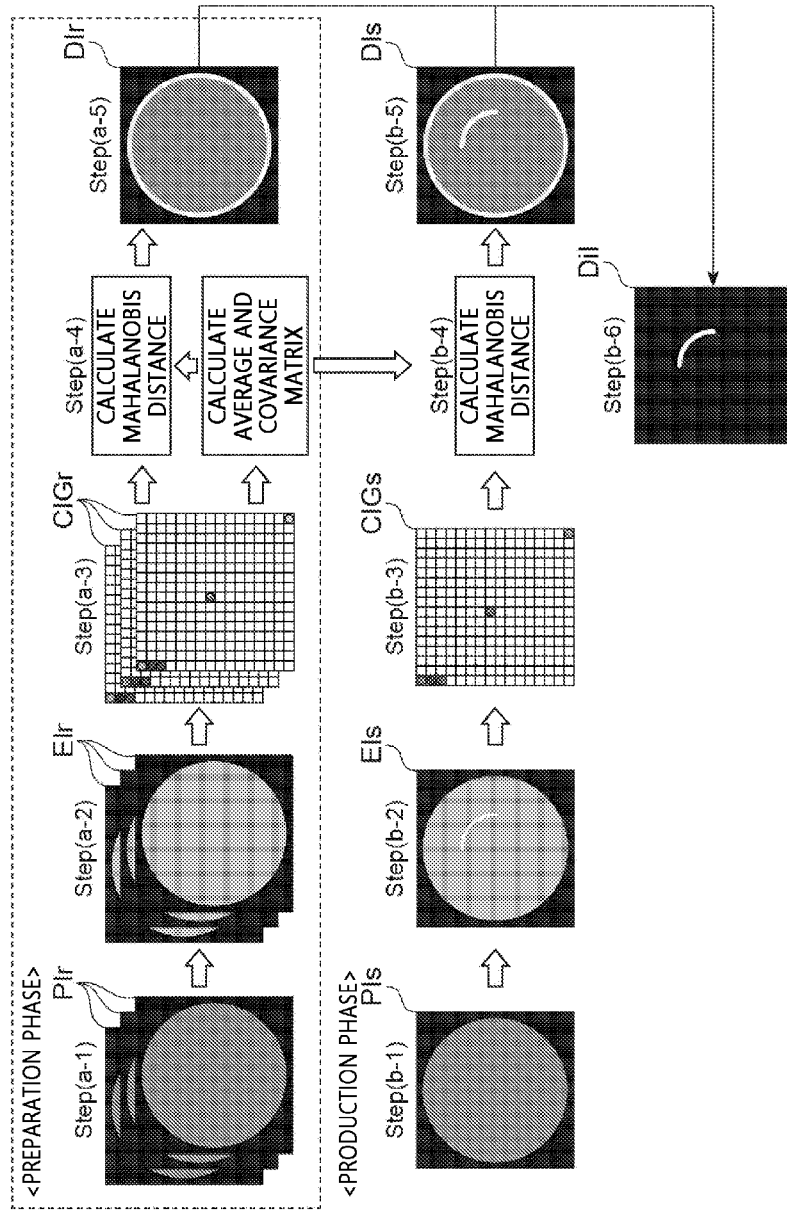 <PREPARATION PHASE>
Step(a-1)
PIr
Step(a-2)
EIr
Step(a-3)
CIGr
Step(a-4)
CALCULATE
MAHALANOBIS
DISTANCE
CALCULATE
AVERAGE AND
COVARIANCE
MATRIX
Step(a-5)
DIr
<PRODUCTION PHASE>
Step(b-1)
PIs
Step(b-2)
EIs
Step(b-3)
CIGs
Step(b-4)
CALCULATE
MAHALANOBIS
DISTANCE
Step(b-5)
DIs
Step(b-6)
DiI